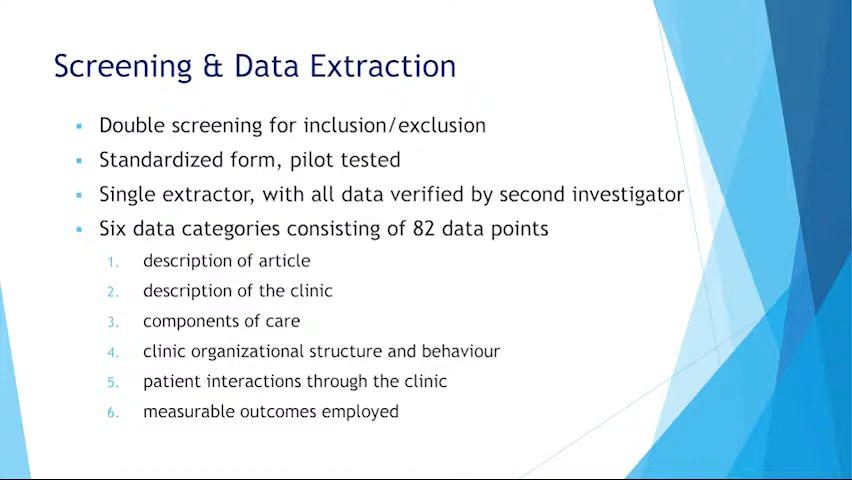 Screening & Data Extraction
▪ Double screening for inclusion/exclusion
▪ Standardized form, pilot tested
▪ Single extractor, with all data verified by second investigator
▪ Six data categories consisting of 82 data points
1. description of article
2. description of the clinic
3. components of care
4. clinic organizational structure and behaviour
5. patient interactions through the clinic
6. measurable outcomes employed